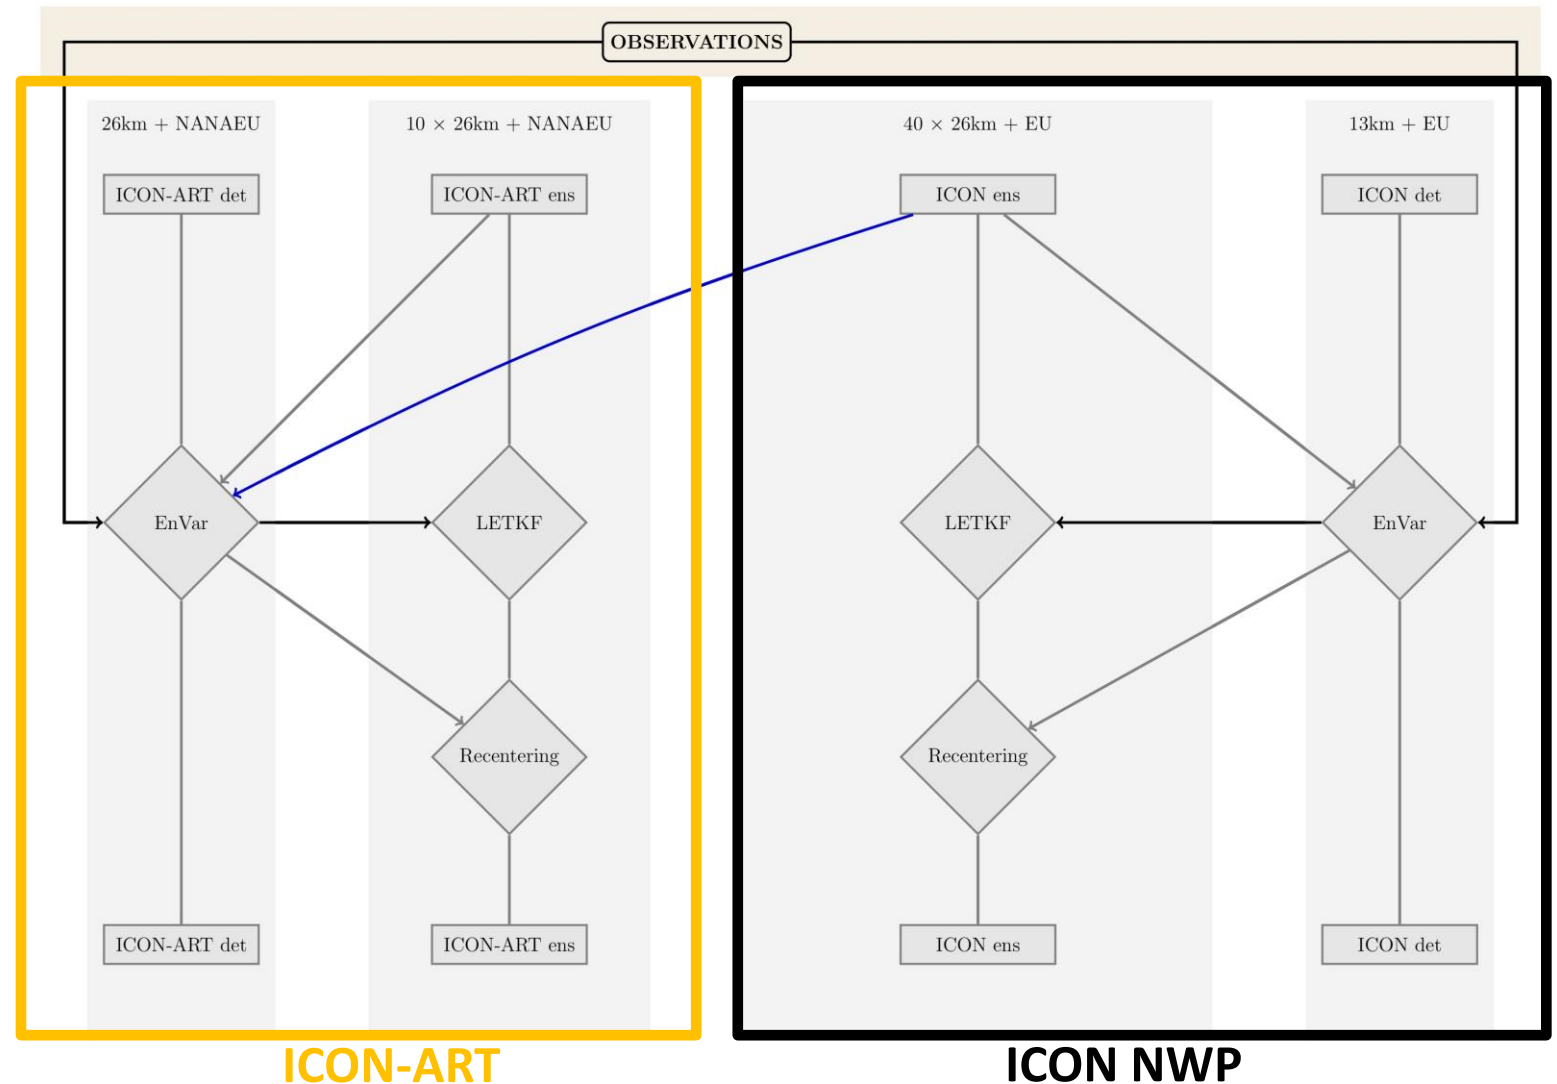 OBSERVATIONS
26km + NANAEU
10 × 26km + NANAEU
40 × 26km + EU
13km + EU
ICON-ART det
ICON-ART ens
ICON ens
ICON det
EnVar
LETKF
LETKF
EnVar
Recentering
Recentering
ICON-ART det
ICON-ART ens
ICON ens
ICON det
ICON-ART
ICON NWP